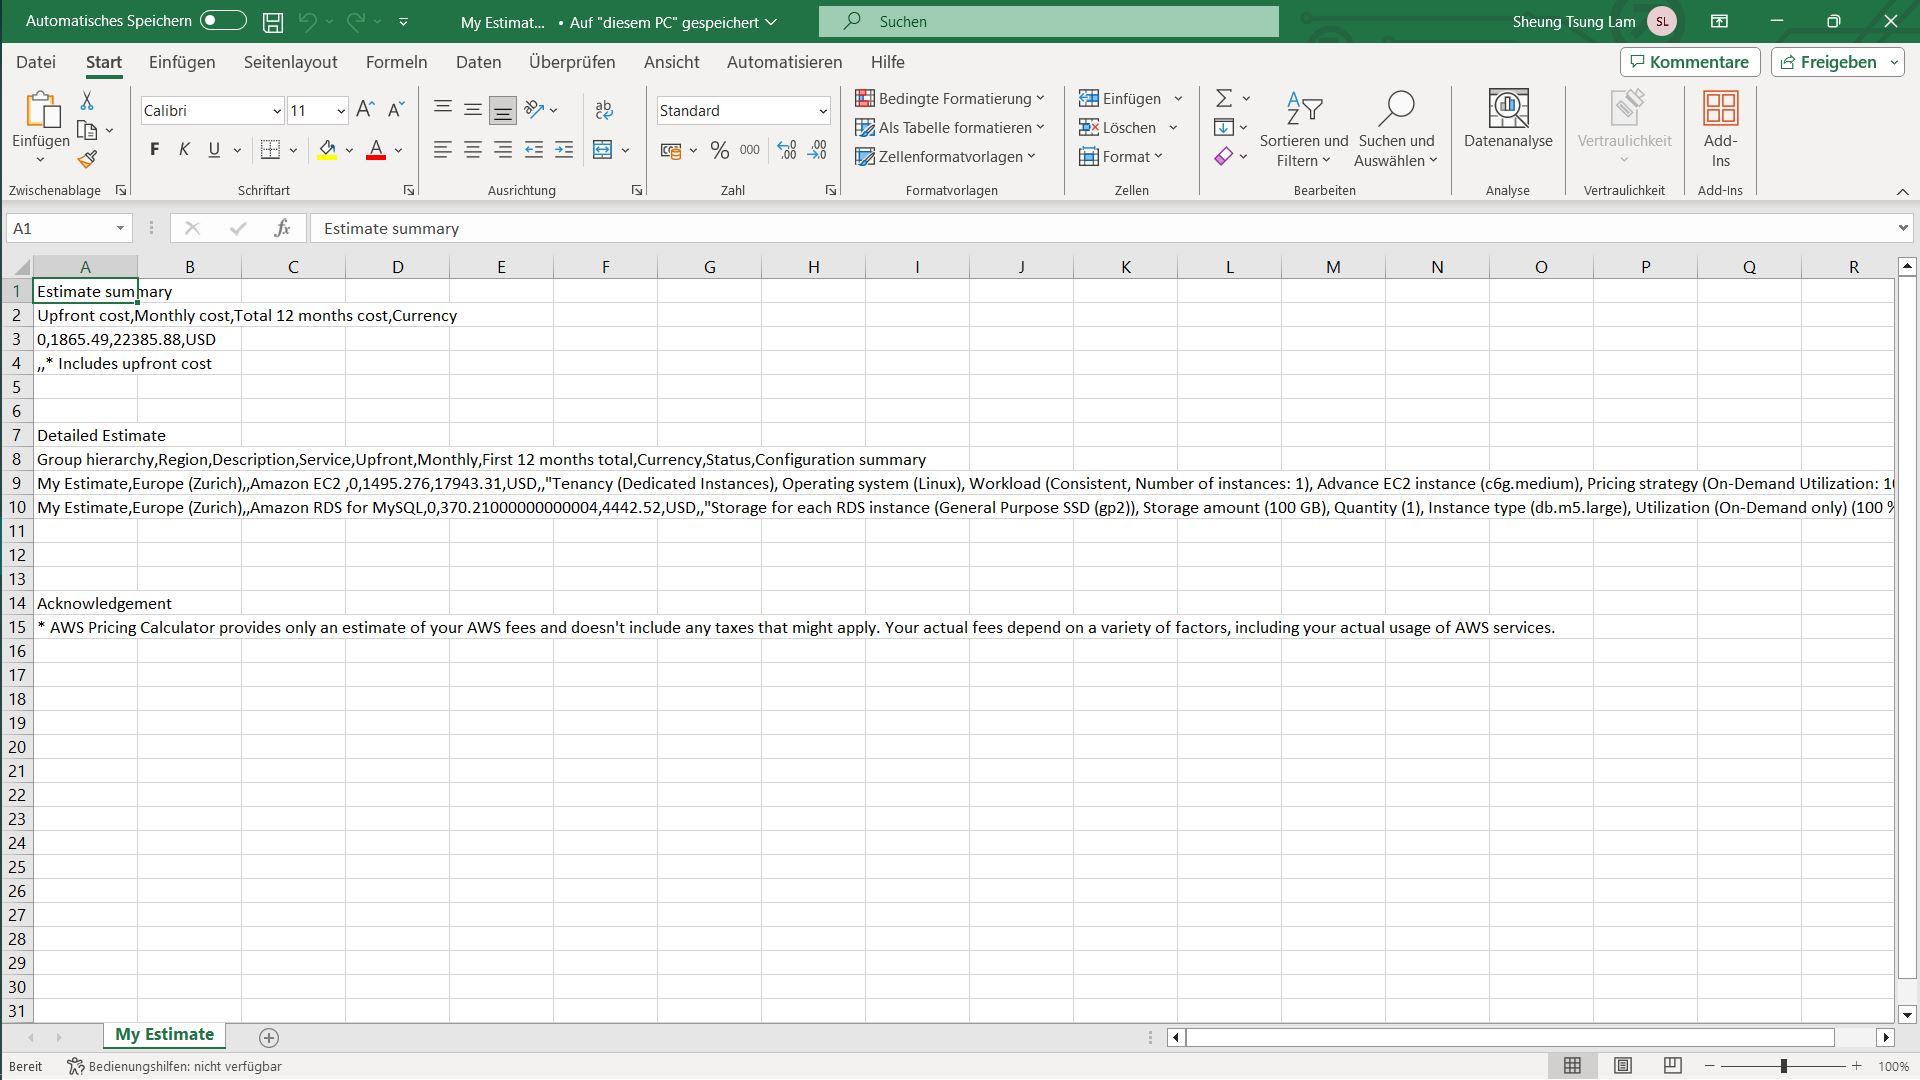 Automatisches Speichern
My Estimat... • Auf "diesem PC" gespeichert
Suchen
Sheung Tsung Lam
SL
Datei
Start
Einfügen
Seitenlayout
Formeln
Daten
Überprüfen
Ansicht
Automatisieren
Hilfe
Kommentare
Freigeben
Einfügen
Zwischenablage
Calibri
11
F K U
Schriftart
ab
Ausrichtung
Standard
% 000
Zahl
Bedingte Formatierung
Als Tabelle formatieren
Zellenformatvorlagen
Formatvorlagen
Einfügen
Löschen
Format
Zellen
Sortieren und
Filtern
Suchen und
Auswählen
Bearbeiten
Datenanalyse
Analyse
Vertraulichkeit
Vertraulichkeit
Add-
Ins
Add-Ins
A1
fx
Estimate summary
A B C D E F G H I J K L M N O P Q R
1 Estimate summary
2 Upfront cost,Monthly cost,Total 12 months cost,Currency
3 0,1865.49,22385.88,USD
4 ,,* Includes upfront cost
5
6
7 Detailed Estimate
8 Group hierarchy,Region,Description,Service,Upfront,Monthly,First 12 months total,Currency,Status,Configuration summary
9 My Estimate,Europe (Zurich),,Amazon EC2 ,0,1495.276,17943.31,USD,,"Tenancy (Dedicated Instances), Operating system (Linux), Workload (Consistent, Number of instances: 1), Advance EC2 instance (c6g.medium), Pricing strategy (On-Demand Utilization: 1
10 My Estimate,Europe (Zurich),,Amazon RDS for MySQL,0,370.21000000000004,4442.52,USD,,"Storage for each RDS instance (General Purpose SSD (gp2)), Storage amount (100 GB), Quantity (1), Instance type (db.m5.large), Utilization (On-Demand only) (100 %
11
12
13
14 Acknowledgement
15 * AWS Pricing Calculator provides only an estimate of your AWS fees and doesn't include any taxes that might apply. Your actual fees depend on a variety of factors, including your actual usage of AWS services.
16
17
18
19
20
21
22
23
24
25
26
27
28
29
30
31
My Estimate
Bereit
Bedienungshilfen: nicht verfügbar
100%